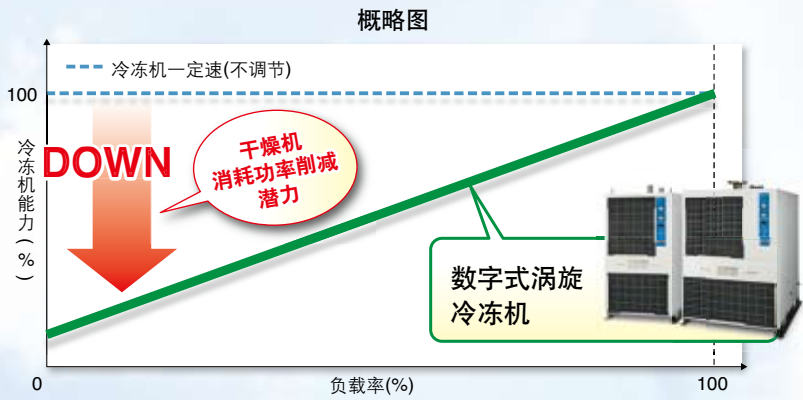 概略图
冷冻机一定速(不调节)
100
冷冻机能力(%)
DOWN
干燥机
消耗功率削减
潜力
数字式涡旋
冷冻机
0
负载率(%)
100